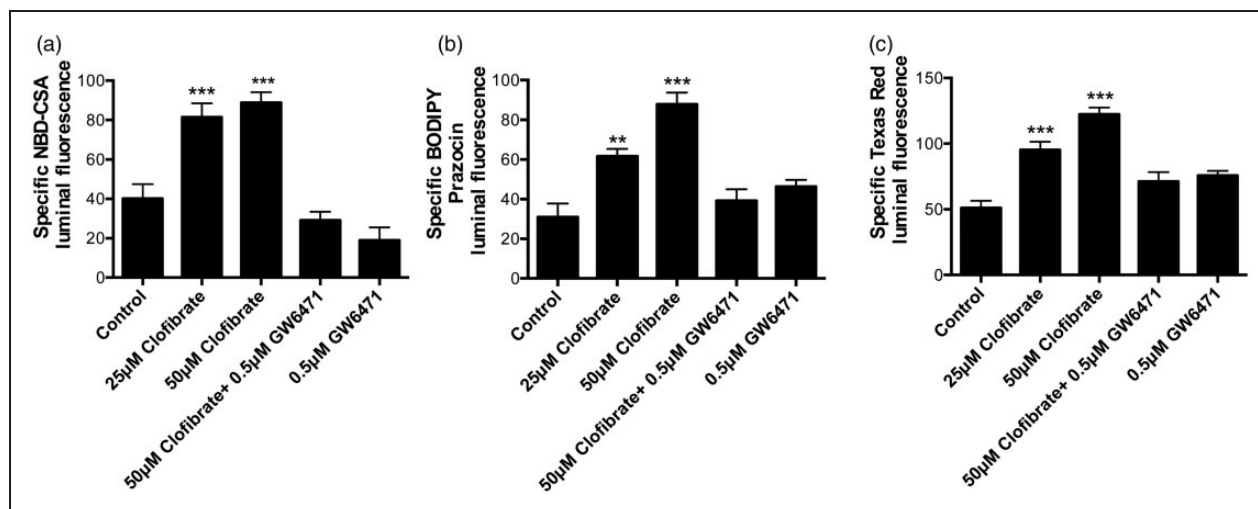 (a)
Specific NBD-CSA
luminal fluorescence
100
80
60
40
20
0
***
***
Control
25μM Clofibrate
50μM Clofibrate
50μM Clofibrate+ 0.5μM GW6471
0.5μM GW6471
(b)
Specific BODIPY
Prazocin
luminal fluorescence
100
80
60
40
20
0
**
***
Control
25μM Clofibrate
50μM Clofibrate
50μM Clofibrate+ 0.5μM GW6471
0.5μM GW6471
(c)
Specific Texas Red
luminal fluorescence
150
100
50
0
***
***
Control
25μM Clofibrate
50μM Clofibrate
50μM Clofibrate+ 0.5μM GW6471
0.5μM GW6471